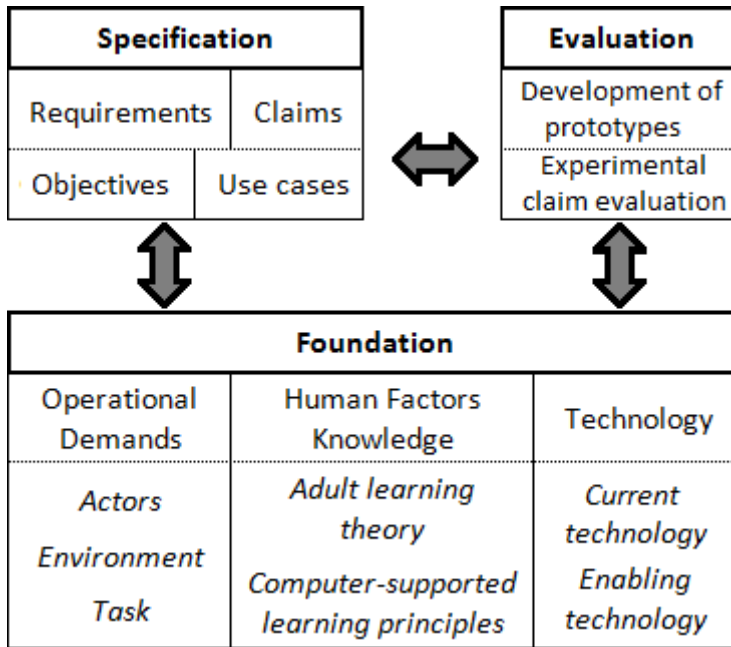 Specification
Requirements
Claims
Objectives
Use cases
Evaluation
Development of
prototypes
Experimental
claim evaluation
Foundation
Operational
Demands
Human Factors
Knowledge
Technology
Actors
Environment
Task
Adult learning
theory
Computer-supported
learning principles
Current
technology
Enabling
technology